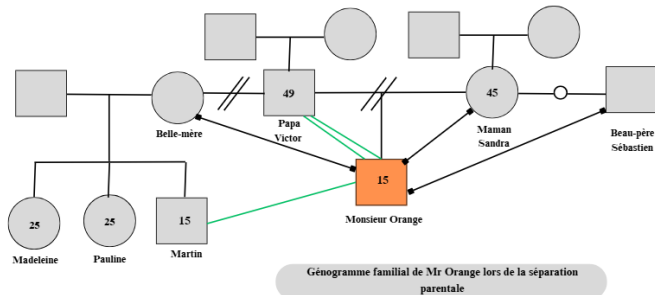 49
45
Belle-mère
Papa
Victor
Maman
Sandra
Beau-père
Sébastien
15
Monsieur Orange
25
25
15
Madeleine
Pauline
Martin
Génogramme familial de Mr Orange lors de la séparation
parentale